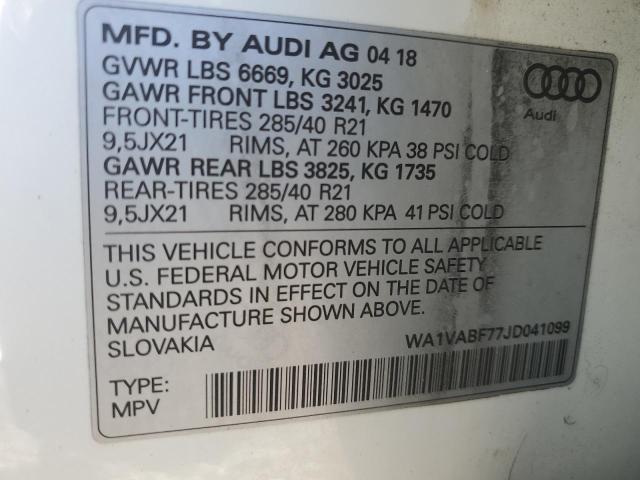 MFD. BY AUDI AG 04 18
GVWR LBS 6669, KG 3025
GAWR FRONT LBS 3241, KG 1470
FRONT-TIRES 285/40 R21
9,5JX21 RIMS, AT 260 KPA 38 PSI COLD
GAWR REAR LBS 3825, KG 1735
REAR-TIRES 285/40 R21
9,5JX21 RIMS, AT 280 KPA 41 PSI COLD
Audi
THIS VEHICLE CONFORMS TO ALL APPLICABLE
U.S. FEDERAL MOTOR VEHICLE SAFETY
STANDARDS IN EFFECT ON THE DATE OF
MANUFACTURE SHOWN ABOVE.
SLOVAKIA
WA1VABF77JD041099
TYPE:
MPV